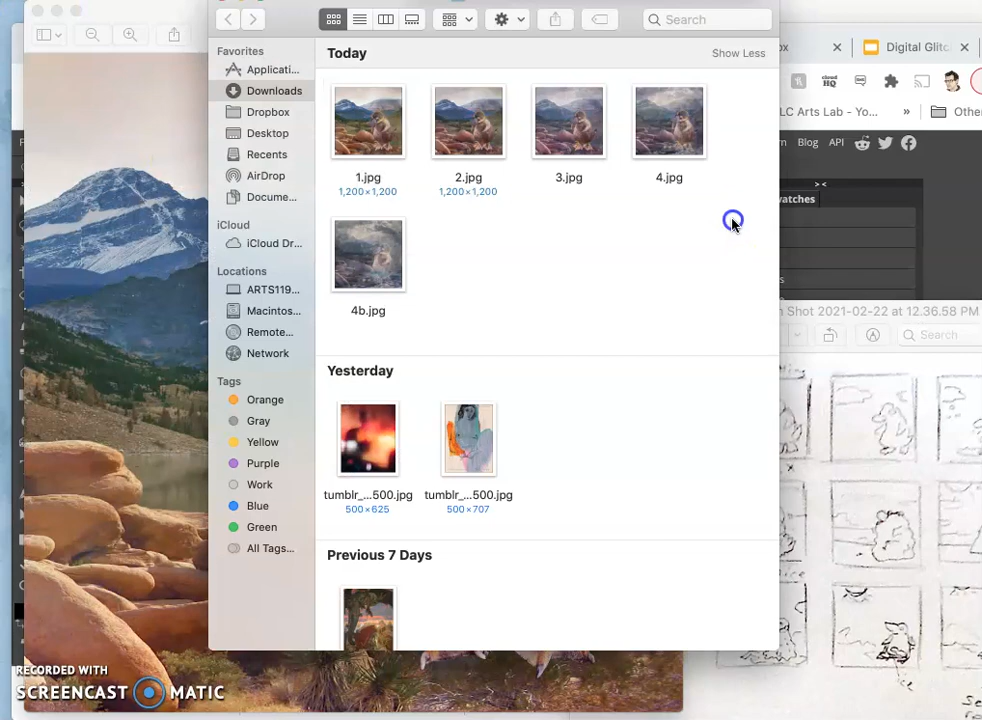 Search
Favorites
Applicati...
Downloads
Dropbox
Desktop
Recents
AirDrop
Docume...
iCloud
iCloud Dr...
Locations
ARTS119...
Macintos...
Remote...
Network
Tags
Orange
Gray
Yellow
Purple
Work
Blue
Green
All Tags...
Today
Show Less
1.jpg
1,200×1,200
2.jpg
1,200×1,200
3.jpg
4.jpg
4b.jpg
Yesterday
tumblr_...500.jpg
500×625
tumblr_...500.jpg
500×707
Previous 7 Days
Digital Glitc
cloud
HQ
LC Arts Lab - Yo...
»
Othe
Blog
API
> <
watches
Shot 2021-02-22 at 12.36.58 PM
Search
RECORDED WITH
SCREENCAST MATIC